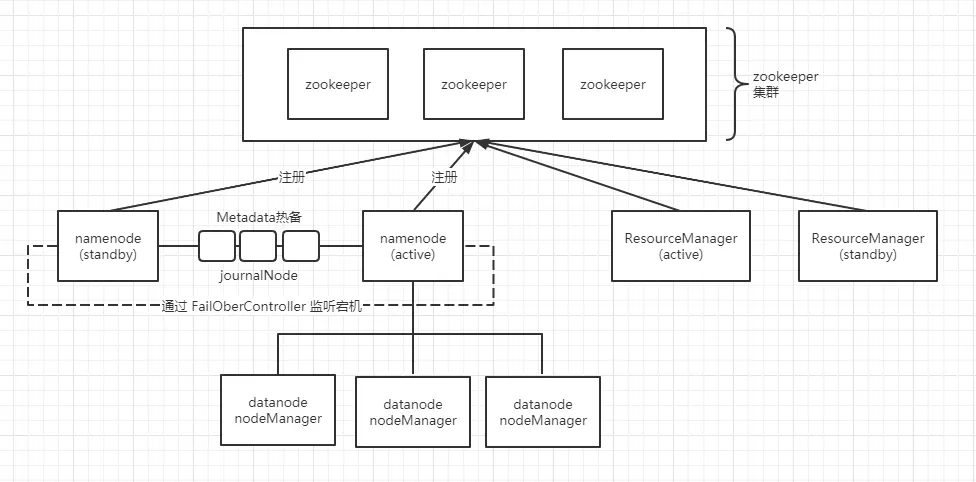 zookeeper
zookeeper
zookeeper
zookeeper
集群
注册
注册
Metadata热备
namenode
(standby)
namenode
(active)
ResourceManager
(active)
ResourceManager
(standby)
journalNode
通过 FailOberController 监听宕机
datanode
nodeManager
datanode
nodeManager
datanode
nodeManager